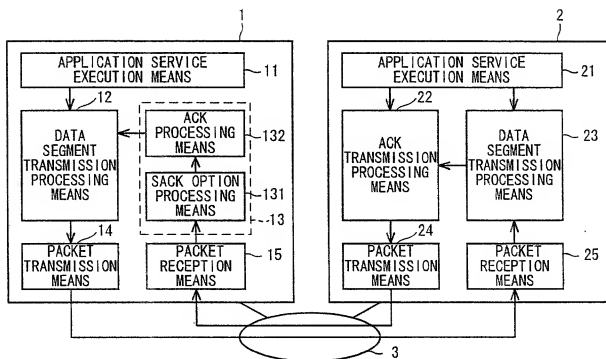 1
2
APPLICATION SERVICE
EXECUTION MEANS
11
12
DATA
SEGMENT
TRANSMISSION
PROCESSING
MEANS
ACK
PROCESSING
MEANS
132
SACK OPTION
PROCESSING
MEANS
131
13
14
PACKET
TRANSMISSION
MEANS
PACKET
RECEPTION
MEANS
15
APPLICATION SERVICE
EXECUTION MEANS
21
22
ACK
TRANSMISSION
PROCESSING
MEANS
DATA
SEGMENT
TRANSMISSION
PROCESSING
MEANS
23
24
PACKET
TRANSMISSION
MEANS
PACKET
RECEPTION
MEANS
25
3